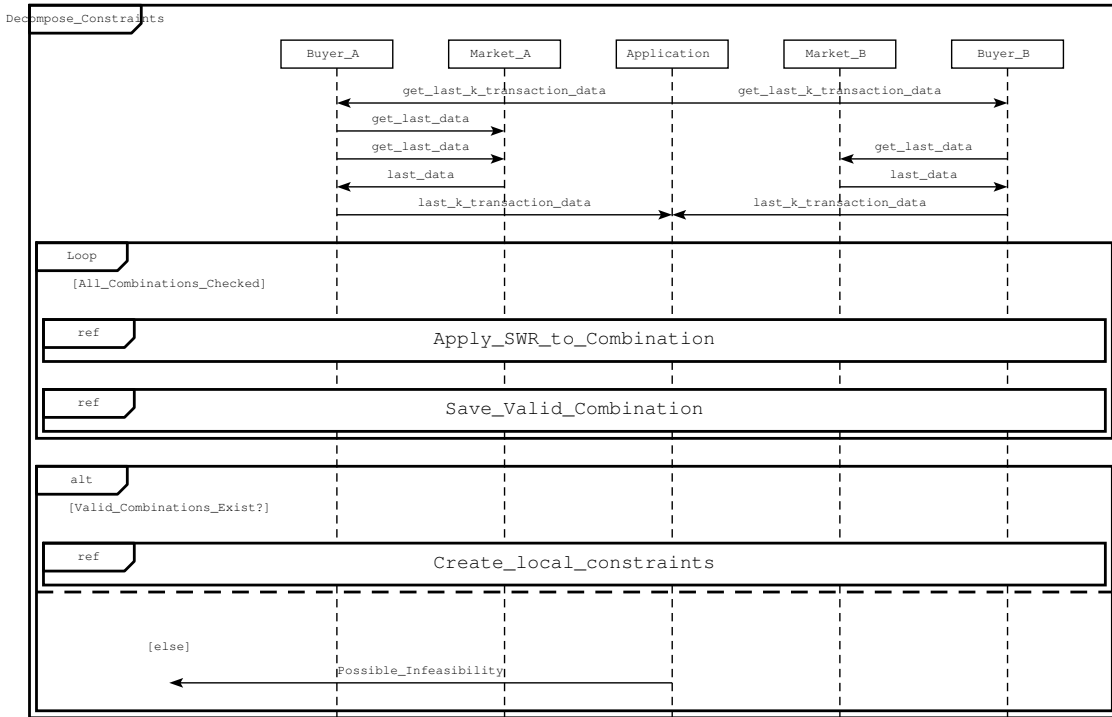 Decompose_Constraints
Buyer_A Market_A Application Market_B Buyer_B
get_last_k_transaction_data get_last_k_transaction_data
get_last_data
get_last_data get_last_data
last_data last_data
last_k_transaction_data last_k_transaction_data
Loop
[All_Combinations_Checked]
ref Apply_SWR_to_Combination
ref Save_Valid_Combination
alt
[Valid_Combinations_Exist?]
ref Create_local_constraints
[else]
Possible_Infeasibility